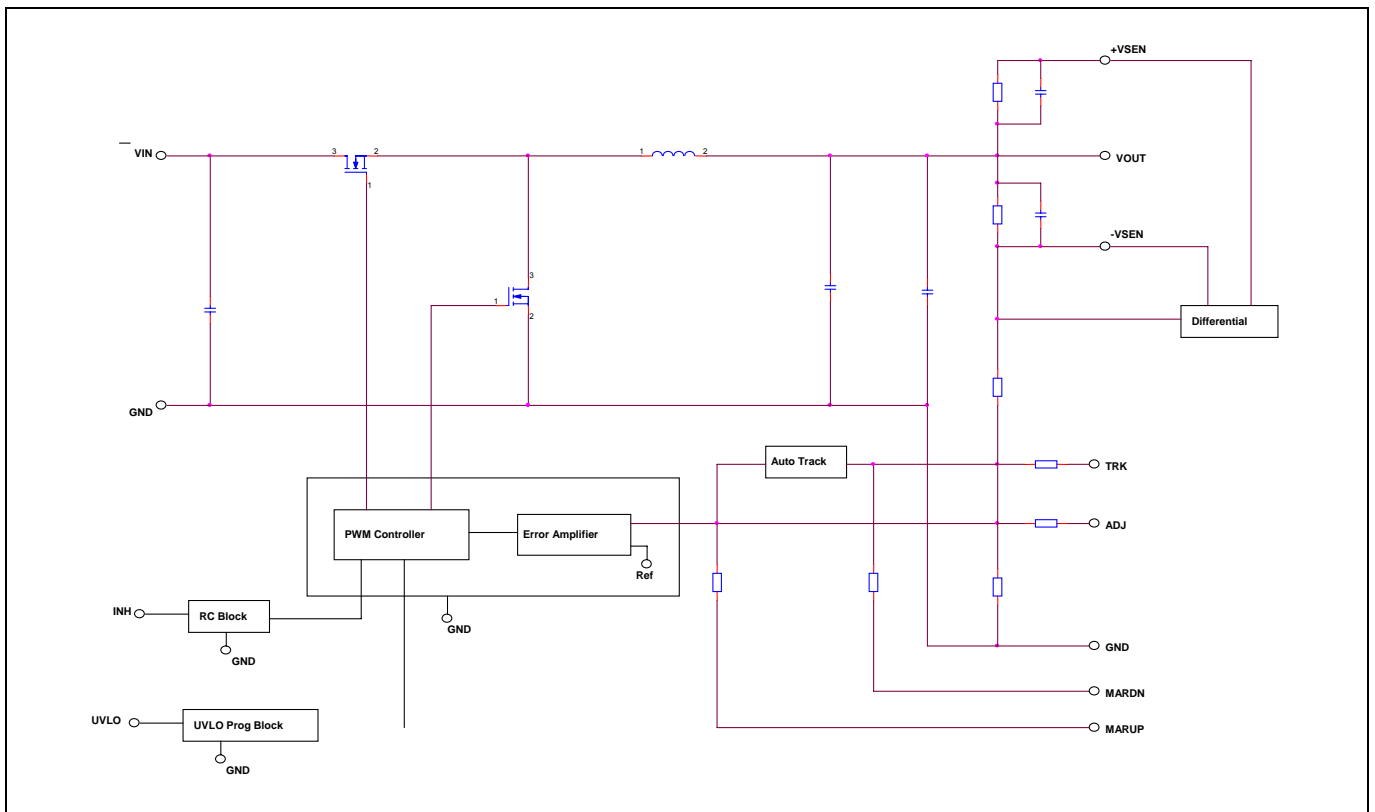 +VSEN
VIN
3
2
1
1
2
VOUT
-VSEN
3
1
2
Differential
GND
Auto Track
TRK
PWM Controller
Error Amplifier
ADJ
Ref
INH
RC Block
GND
GND
GND
MARDN
UVLO
UVLO Prog Block
MARUP
GND